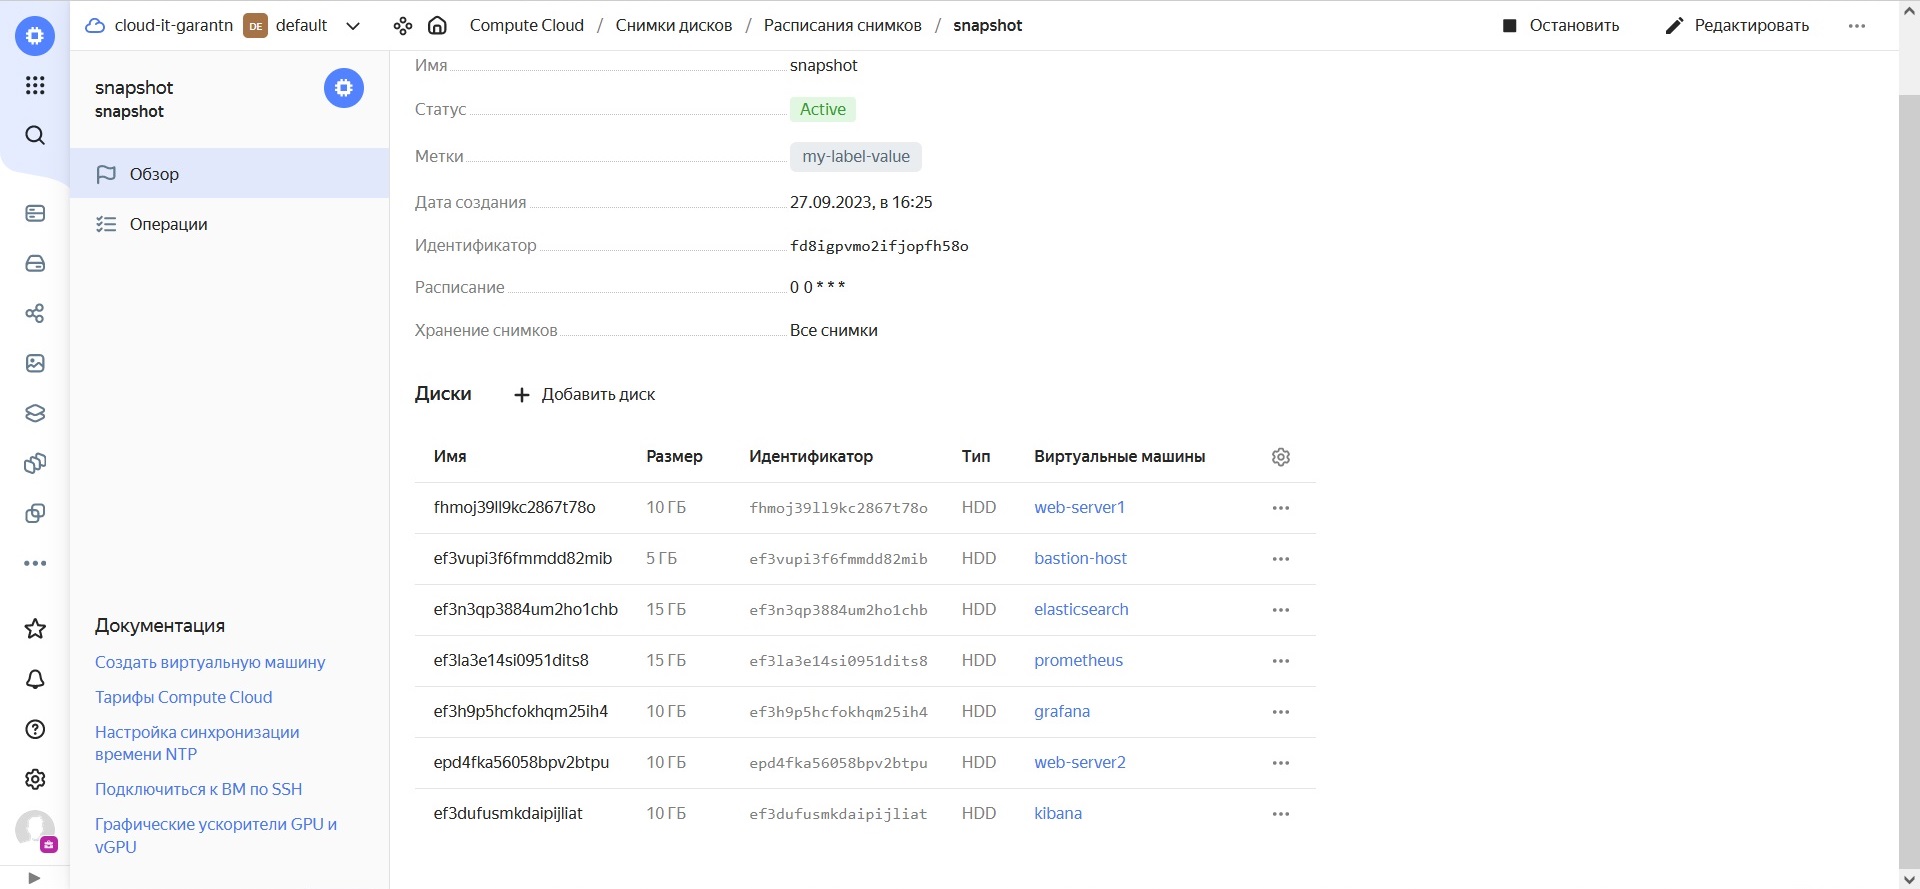 cloud-it-garantn DE default Compute Cloud / Снимки дисков / Расписания снимков / snapshot Остановить Редактировать
snapshot
snapshot
Обзор
Операции
Документация
Создать виртуальную машину
Тарифы Compute Cloud
Настройка синхронизации
времени NTP
Подключиться к ВМ по SSH
Графические ускорители GPU и
vGPU
Имя snapshot
Статус Active
Метки my-label-value
Дата создания 27.09.2023, в 16:25
Идентификатор fd8igpvmo2ifjopfh58o
Расписание 0 0 * * *
Хранение снимков Все снимки
Диски + Добавить диск
Имя Размер Идентификатор Тип Виртуальные машины
fhmoj39ll9kc2867t78o 10 ГБ fhmoj39ll9kc2867t78o HDD web-server1
ef3vupi3f6fmmdd82mib 5 ГБ ef3vupi3f6fmmdd82mib HDD bastion-host
ef3n3qp3884um2ho1chb 15 ГБ ef3n3qp3884um2ho1chb HDD elasticsearch
ef3la3e14si0951dits8 15 ГБ ef3la3e14si0951dits8 HDD prometheus
ef3h9p5hcfokhqm25ih4 10 ГБ ef3h9p5hcfokhqm25ih4 HDD grafana
epd4fka56058bpv2btpu 10 ГБ epd4fka56058bpv2btpu HDD web-server2
ef3dufusmkdaipijliat 10 ГБ ef3dufusmkdaipijliat HDD kibana